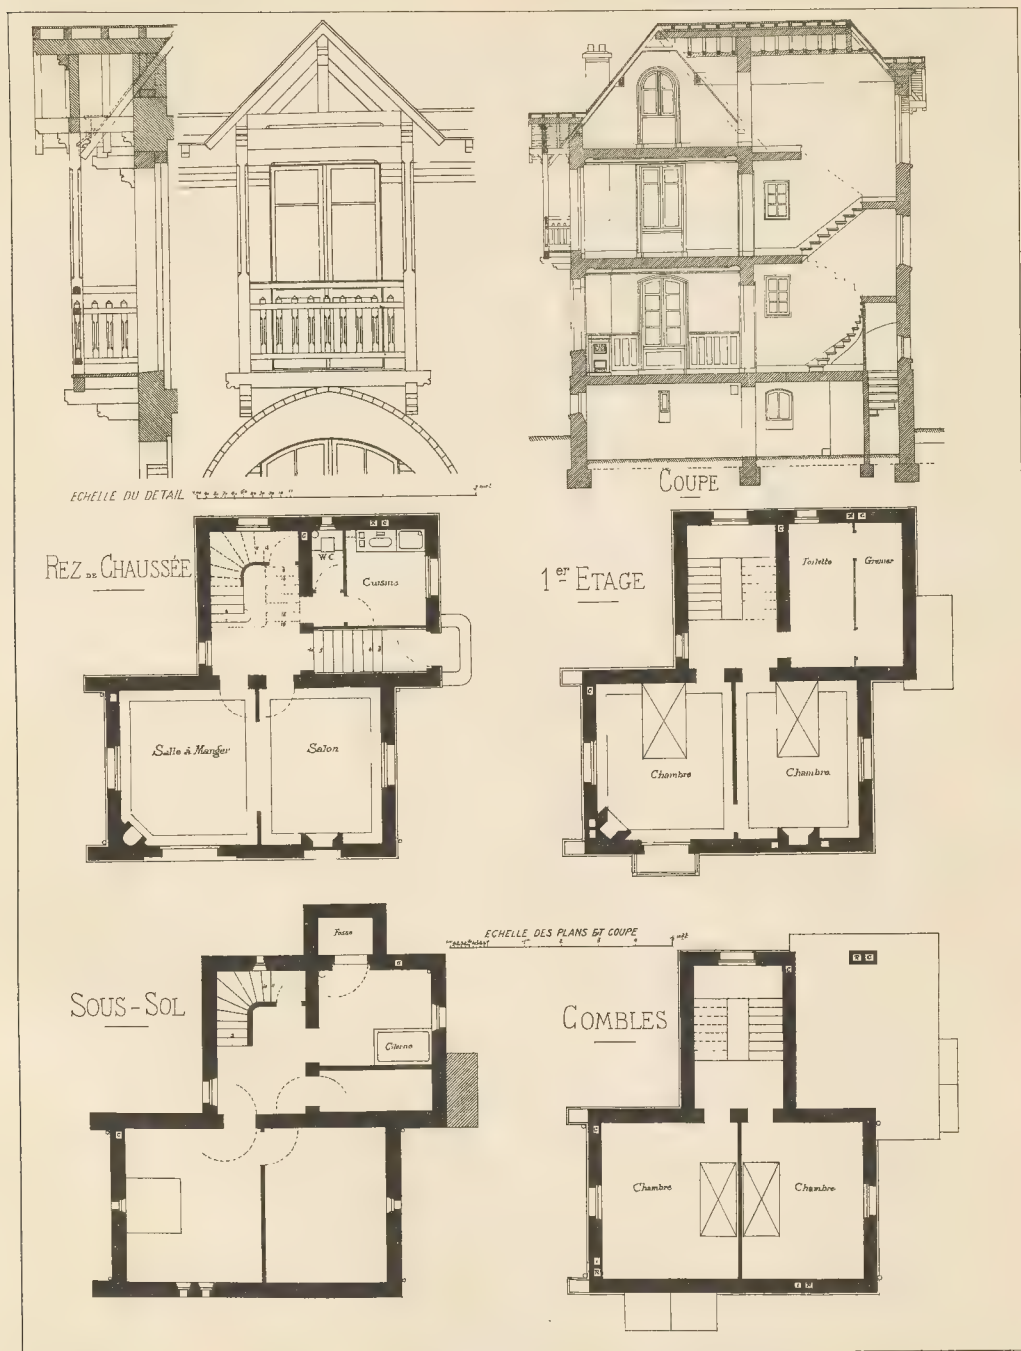 COUPE
ECHELLE DU DETAIL
REZ DE CHAUSSÉE
W C
Cuisine
Salle à Manger
Salon
1er ETAGE
Toilette
Grenier
Chambre
Chambre
ECHELLE DES PLANS ET COUPE
SOUS-SOL
Fosse
Citerne
COMBLES
Chambre
Chambre